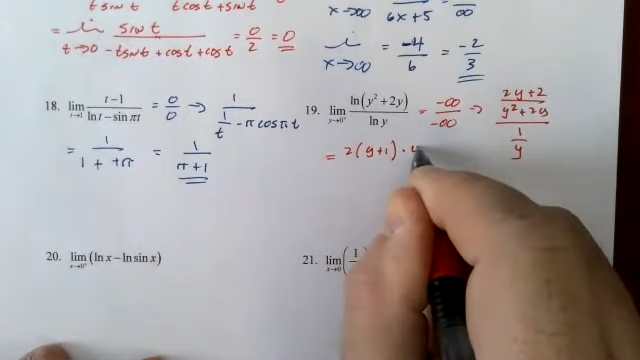 t sin t    t cos t + sin t
= lim sin t / (-t sin t + cos t + cos t) = 0/2 = 0
t→0
x→∞ 6x+5 ∞
x→∞ = -4/6 = -2/3
18. lim t→1 (t-1)/(ln t - sin πt) = 0/0 → 1/(1/t - π cos π t)
= 1/(1 + +π) = 1/(π+1)
19. lim y→0⁺ ln(y² + 2y)/ln y = -∞/-∞ → ((2y+2)/(y²+2y))/(1/y)
= 2(y+1) ·
20. lim x→0⁺ (ln x - ln sin x)
21. lim x→0 (1